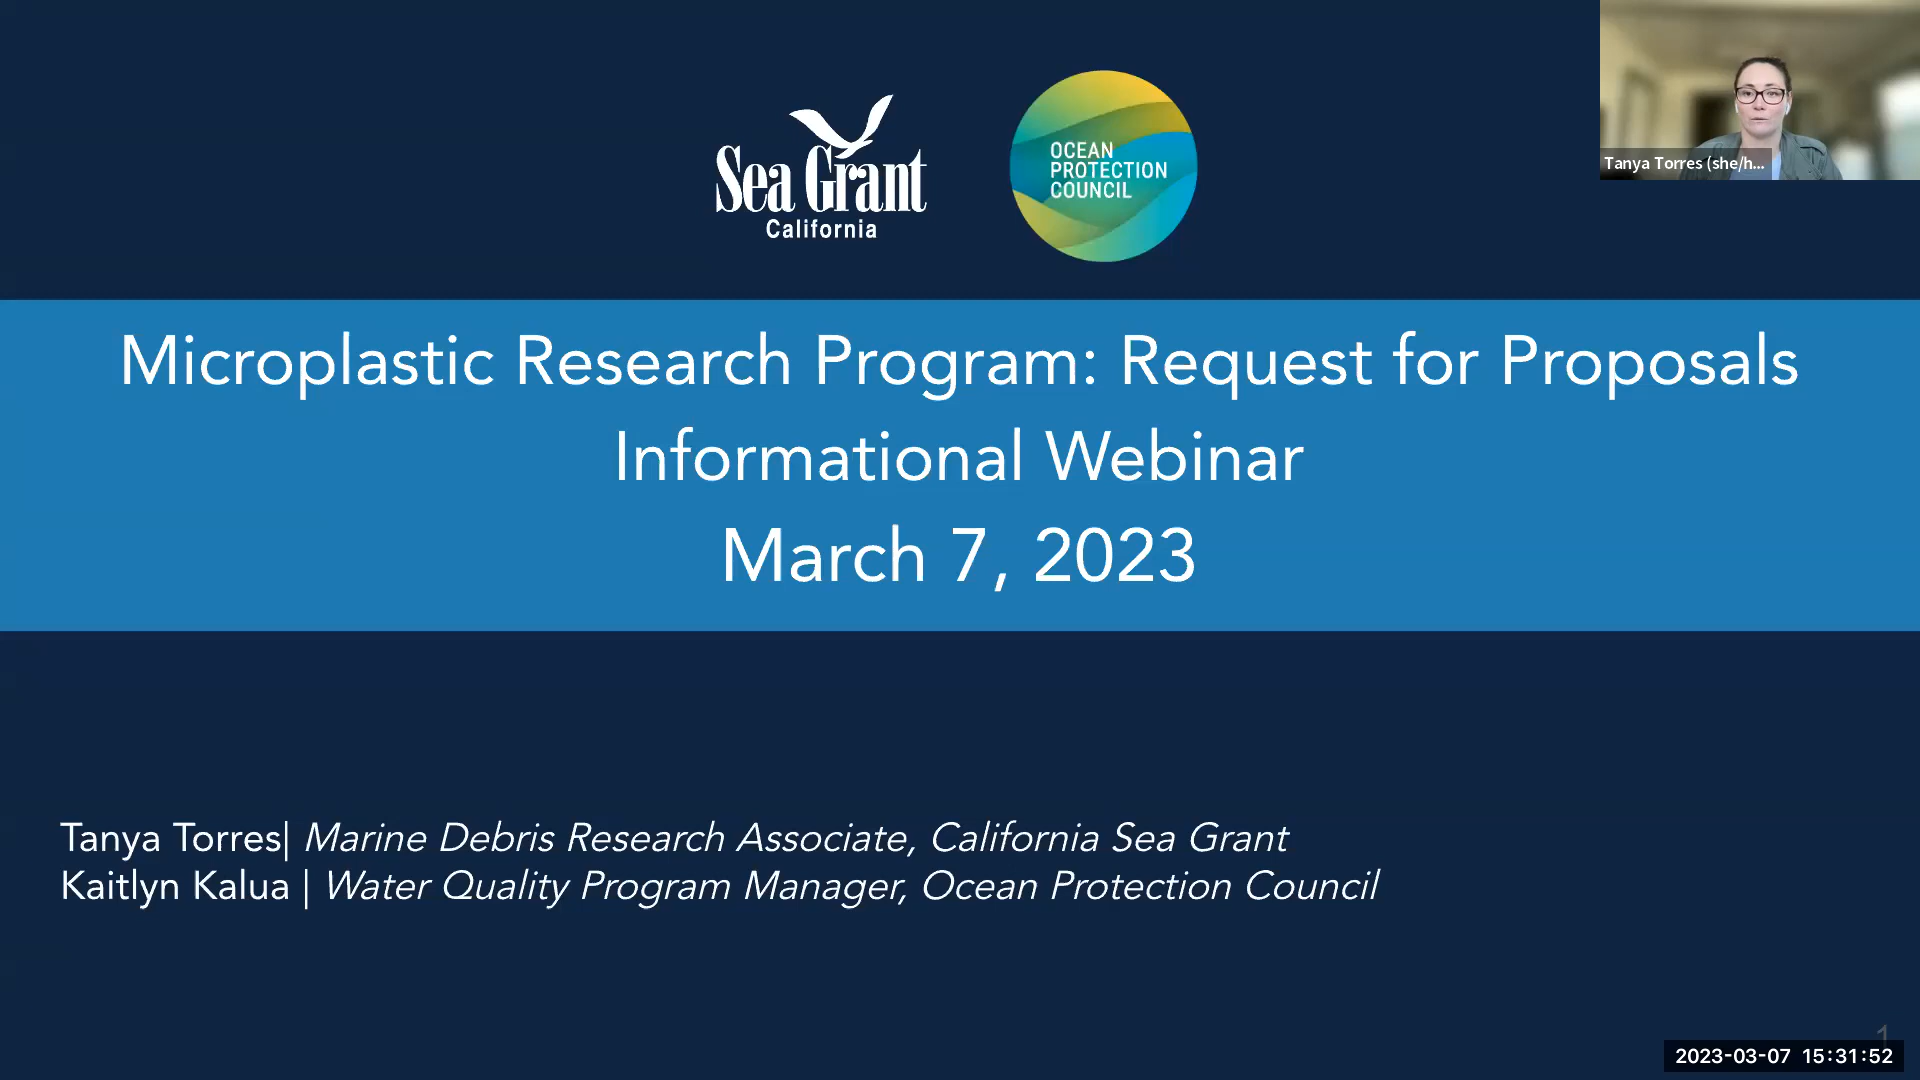 Sea Grant
California
OCEAN
PROTECTION
COUNCIL
Tanya Torres (she/h...
Microplastic Research Program: Request for Proposals
Informational Webinar
March 7, 2023
Tanya Torres| Marine Debris Research Associate, California Sea Grant
Kaitlyn Kalua | Water Quality Program Manager, Ocean Protection Council
1
2023-03-07 15:31:52